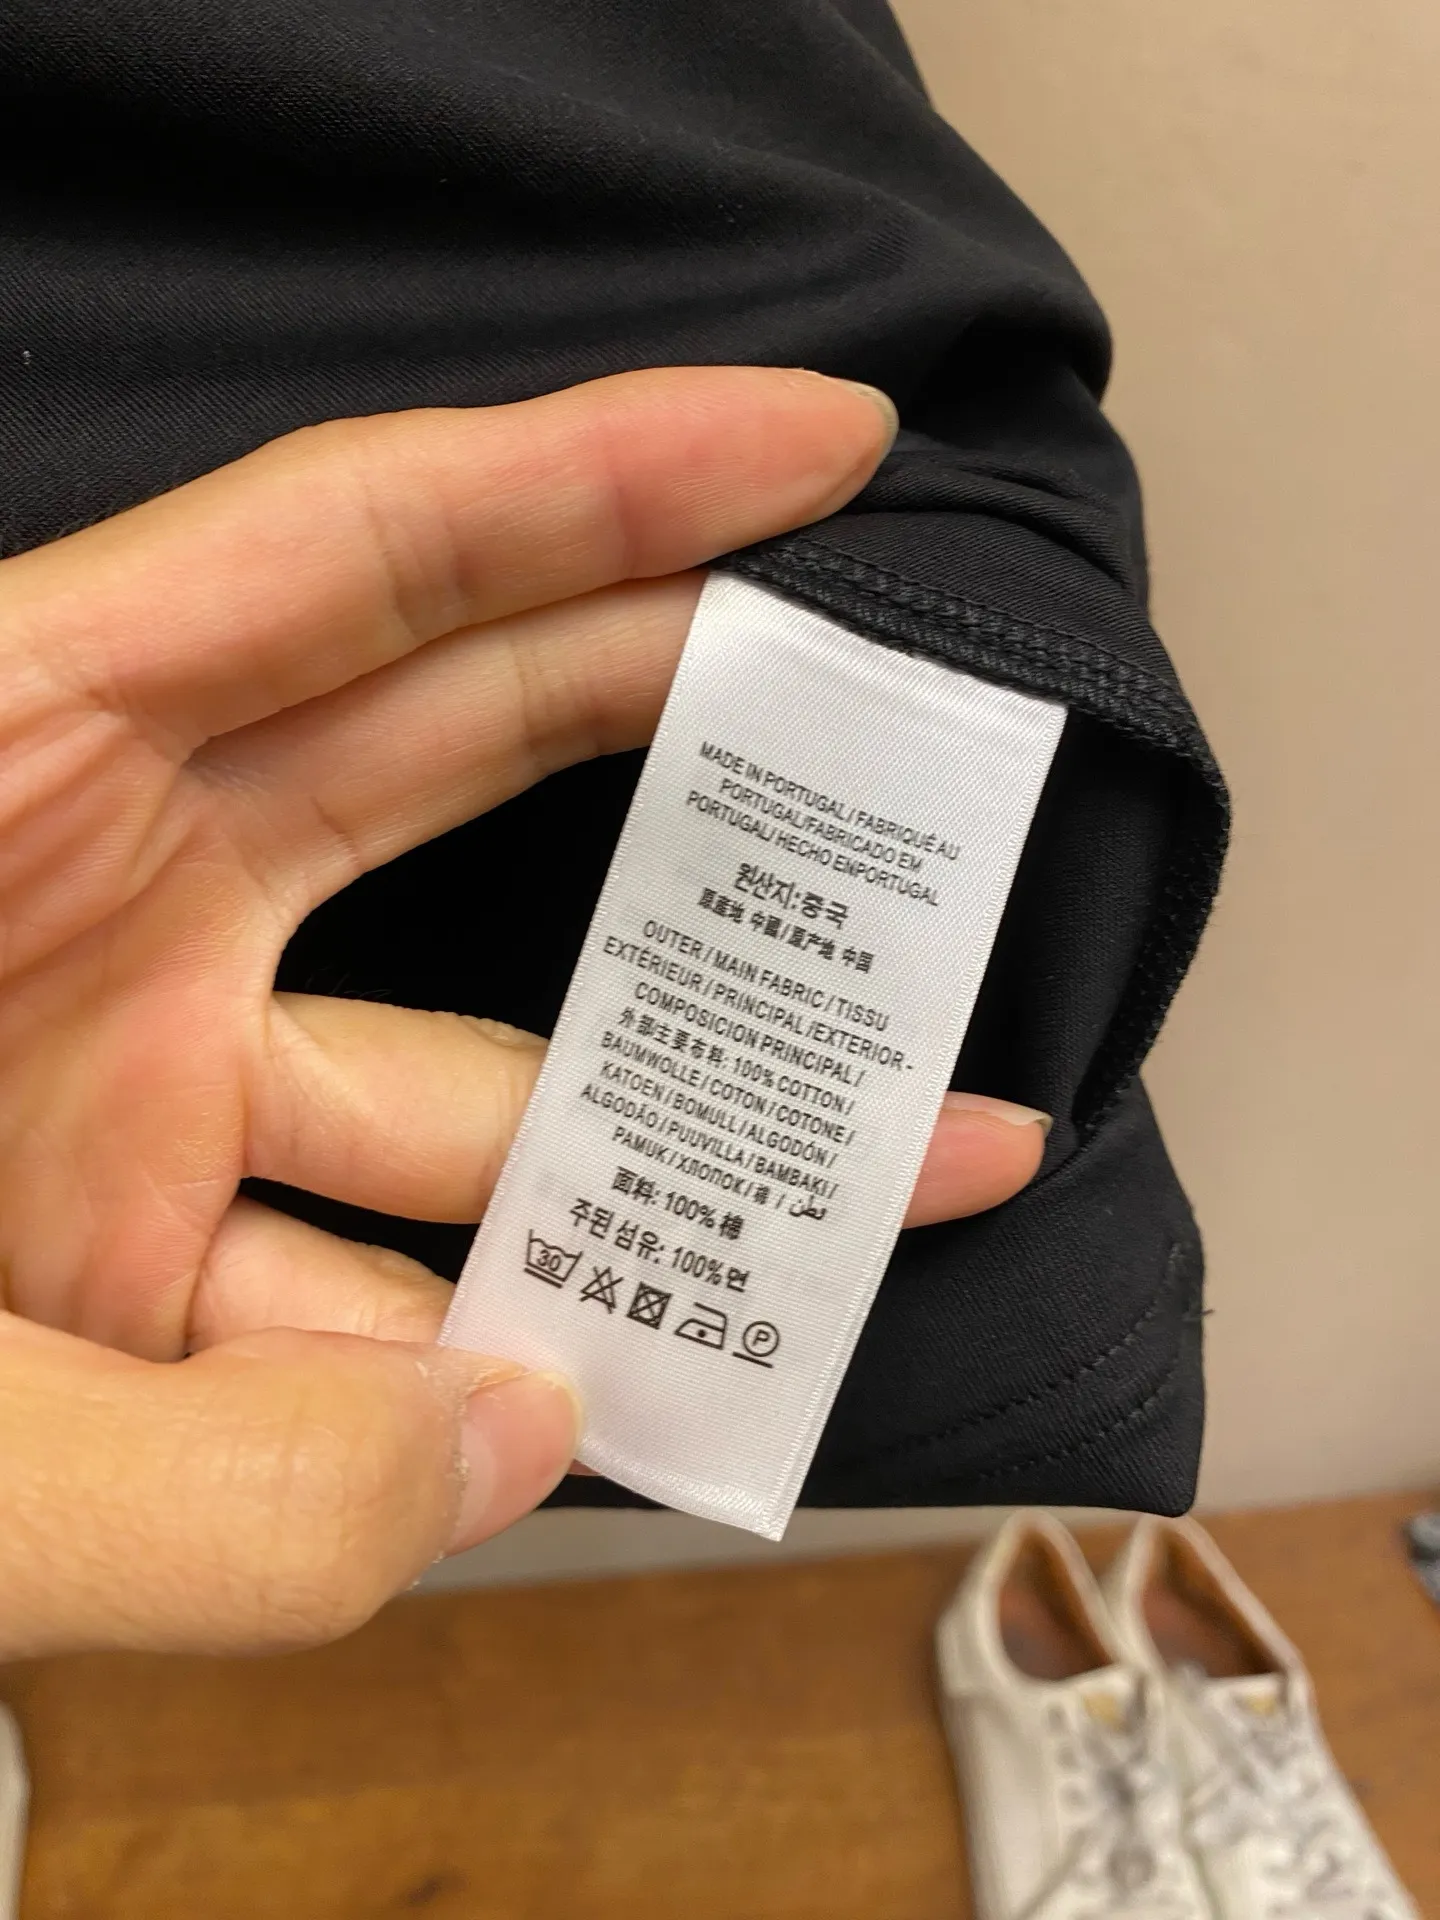 MADE IN PORTUGAL / FABRIQUÉ AU
PORTUGAL/FABRICADO EM
PORTUGAL/ HECHO ENPORTUGAL
원산지:중국
原產地 中國/原产地 中国
OUTER / MAIN FABRIC / TISSU
EXTÉRIEUR / PRINCIPAL /EXTERIOR-
COMPOSICION PRINCIPAL /
外部主要布料: 100% COTTON /
BAUMWOLLE / COTON / COTONE /
KATOEN / BOMULL / ALGODÓN /
ALGODÃO / PUUVILLA / BAMBAKI /
PAMUK / ХЛОПОК / 棉 / قطن
面料: 100% 棉
주된 섬유: 100%면
30
P